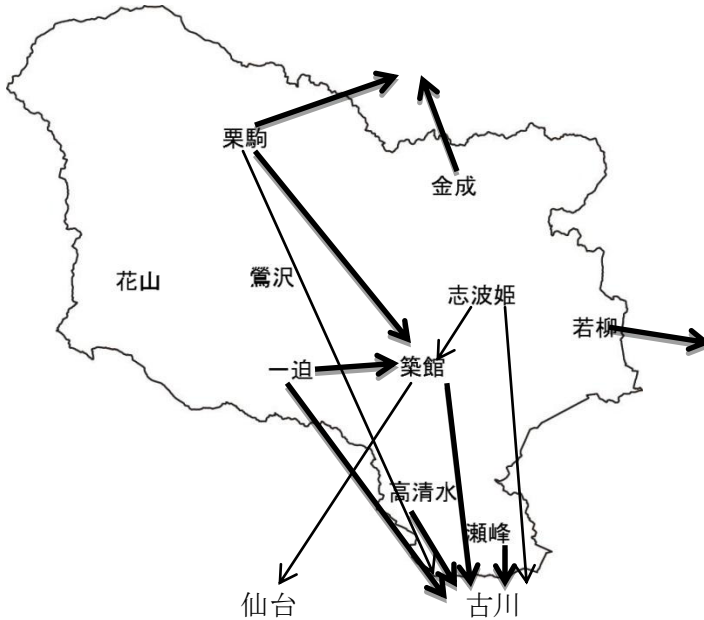 栗駒
金成
花山
鶯沢
志波姫
若柳
一迫
築館
高清水
瀬峰
仙台
古川